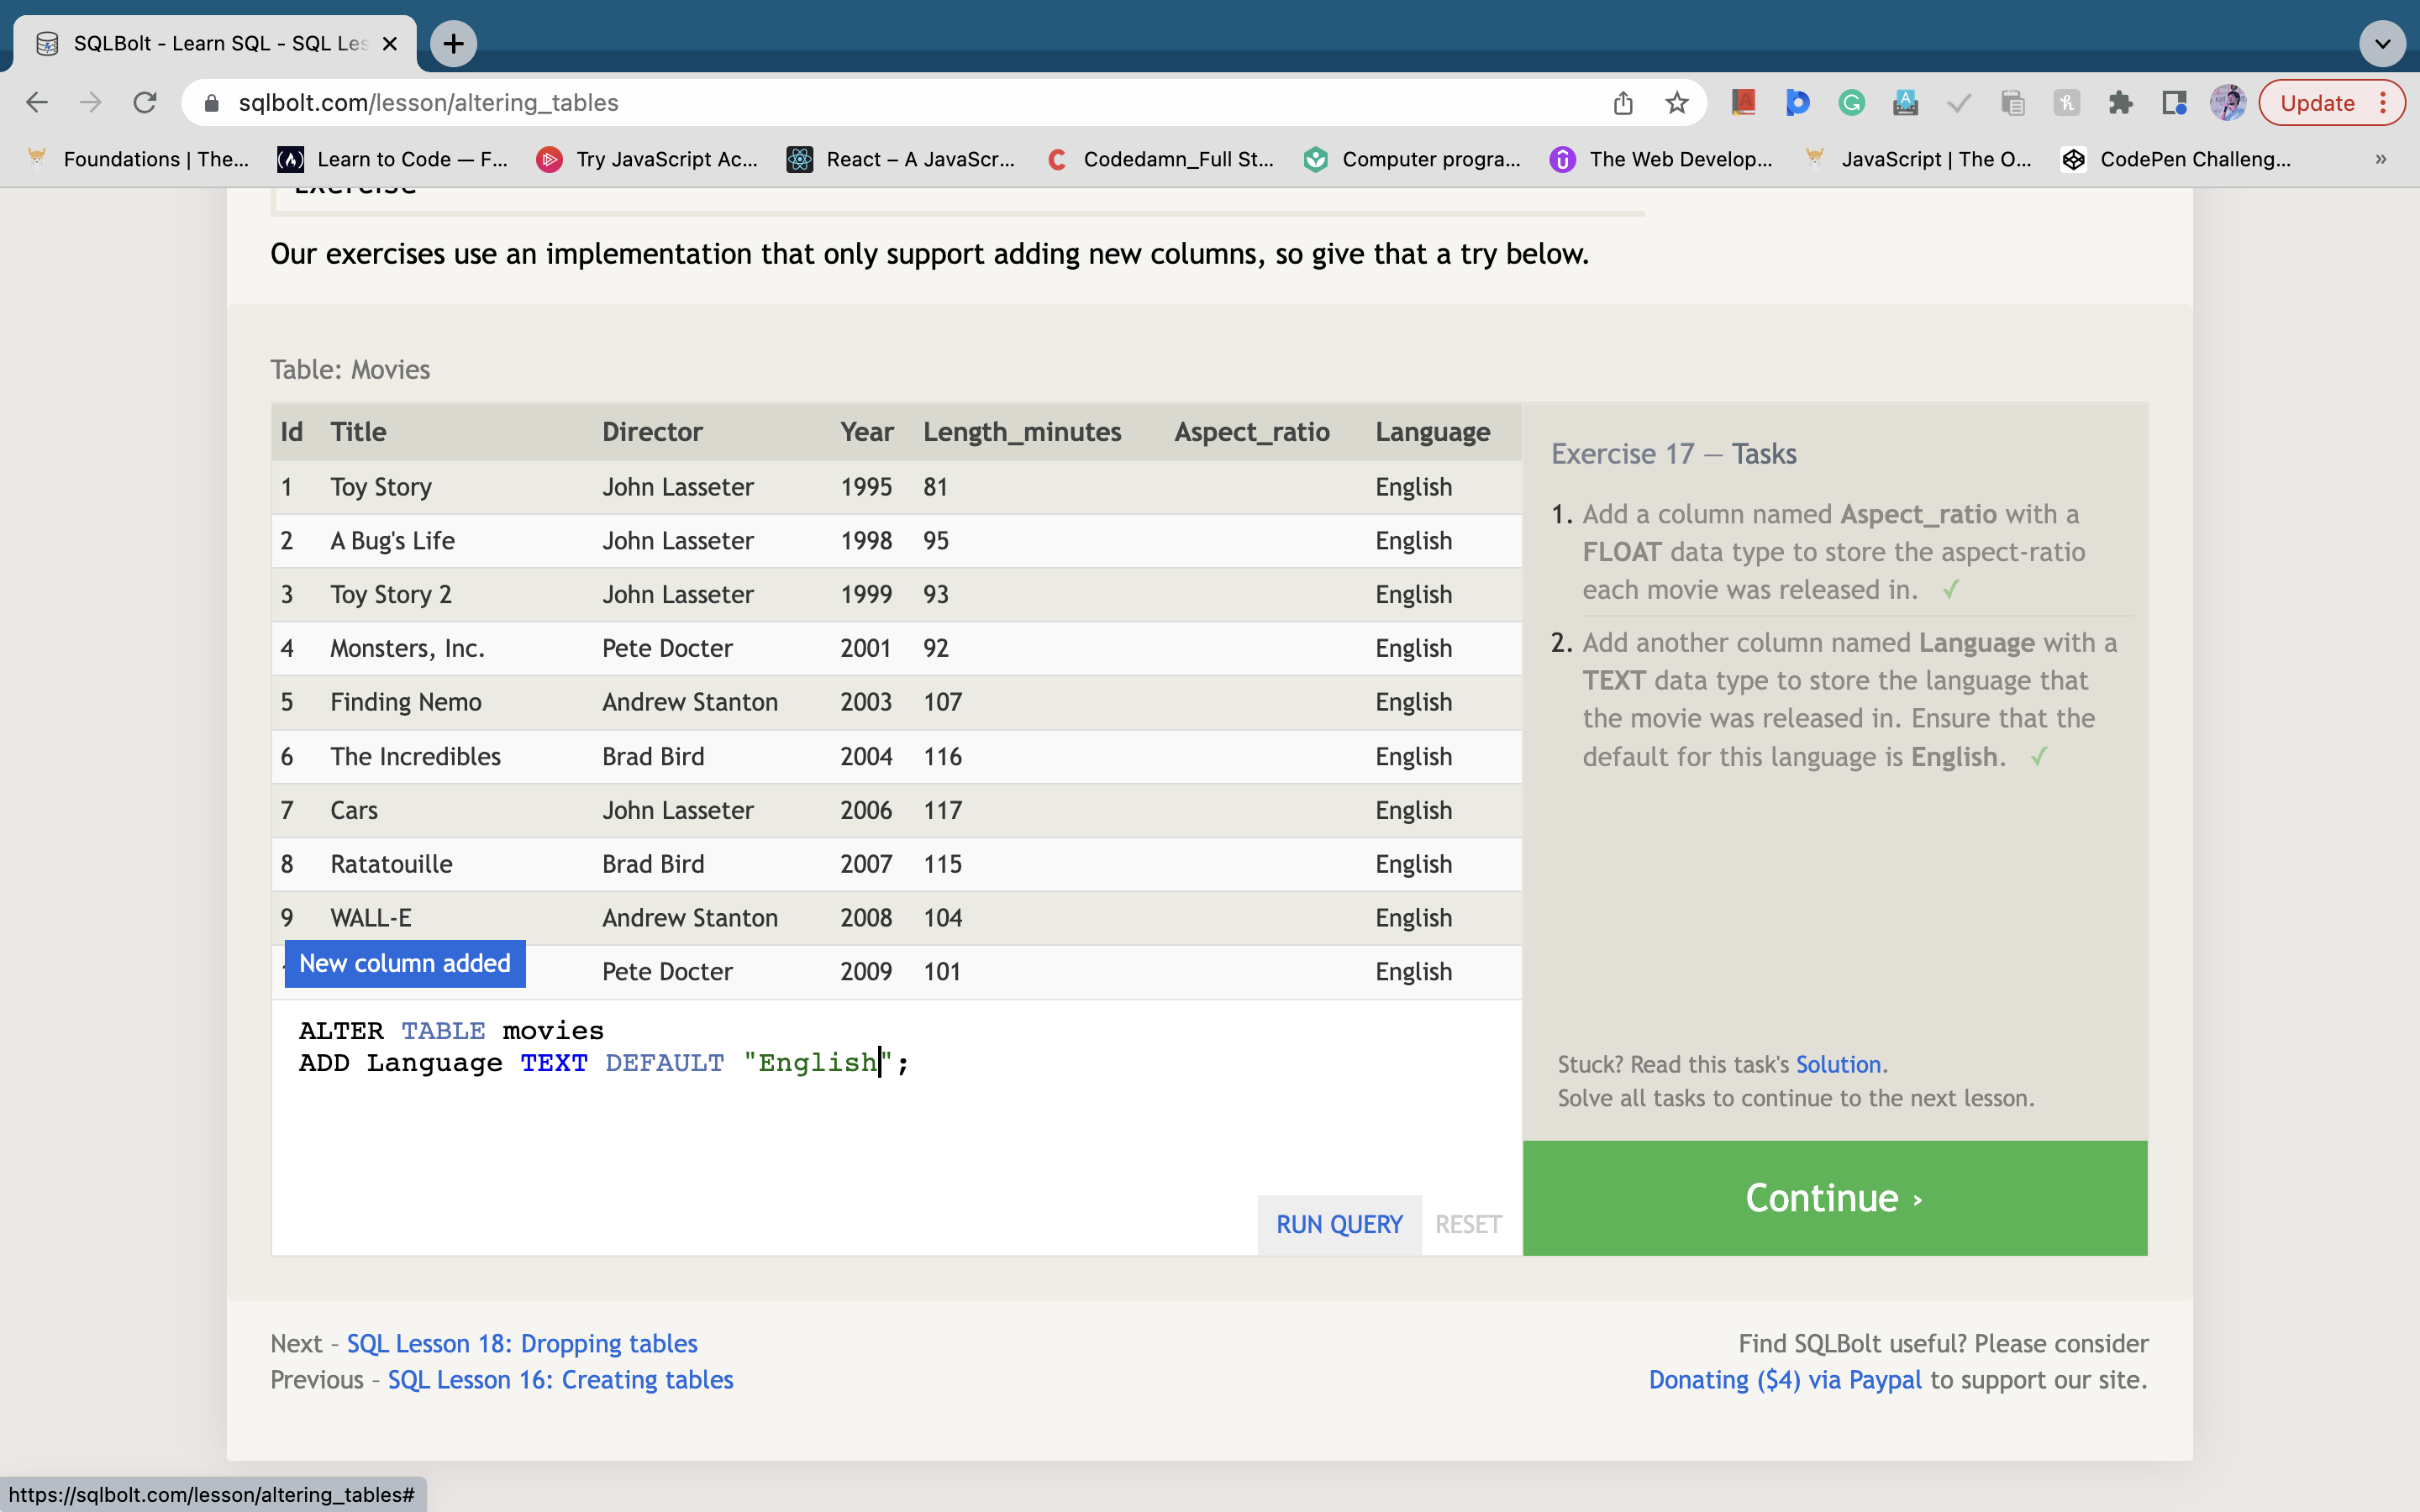 SQLBolt - Learn SQL - SQL Les
sqlbolt.com/lesson/altering_tables
Update
Foundations | The...
Learn to Code — F...
Try JavaScript Ac...
React – A JavaScr...
Codedamn_Full St...
Computer progra...
The Web Develop...
JavaScript | The O...
CodePen Challeng...
»
Exercise
Our exercises use an implementation that only support adding new columns, so give that a try below.
Table: Movies
Id Title Director Year Length_minutes Aspect_ratio Language
1 Toy Story John Lasseter 1995 81 English
2 A Bug's Life John Lasseter 1998 95 English
3 Toy Story 2 John Lasseter 1999 93 English
4 Monsters, Inc. Pete Docter 2001 92 English
5 Finding Nemo Andrew Stanton 2003 107 English
6 The Incredibles Brad Bird 2004 116 English
7 Cars John Lasseter 2006 117 English
8 Ratatouille Brad Bird 2007 115 English
9 WALL-E Andrew Stanton 2008 104 English
Pete Docter 2009 101 English
New column added
ALTER TABLE movies
ADD Language TEXT DEFAULT "English";
RUN QUERY RESET
Exercise 17 — Tasks
1. Add a column named Aspect_ratio with a
FLOAT data type to store the aspect-ratio
each movie was released in. ✓
2. Add another column named Language with a
TEXT data type to store the language that
the movie was released in. Ensure that the
default for this language is English. ✓
Stuck? Read this task's Solution.
Solve all tasks to continue to the next lesson.
Continue ›
Next – SQL Lesson 18: Dropping tables
Previous – SQL Lesson 16: Creating tables
Find SQLBolt useful? Please consider
Donating ($4) via Paypal to support our site.
https://sqlbolt.com/lesson/altering_tables#